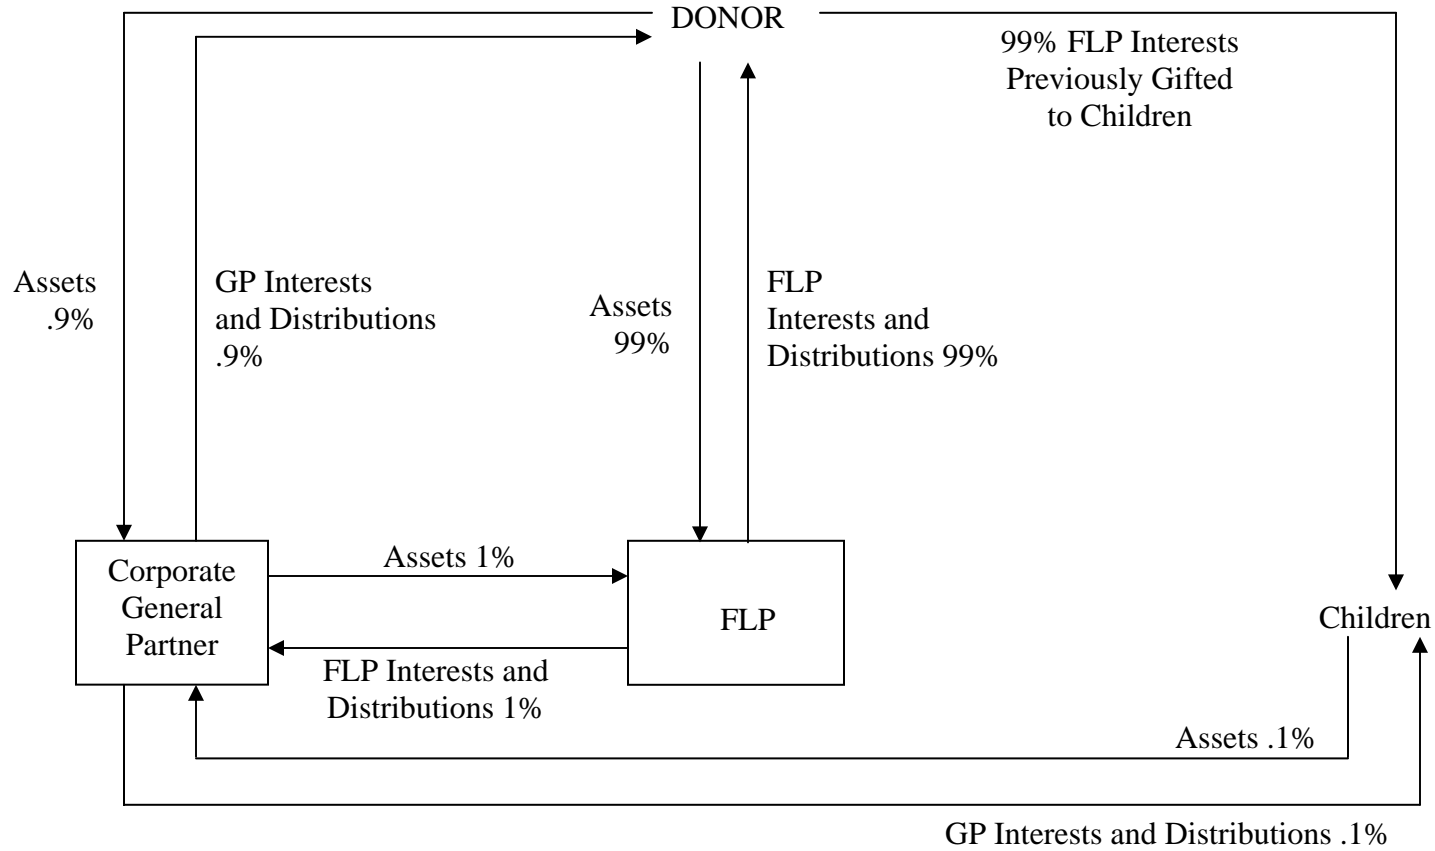 DONOR
99% FLP Interests
Previously Gifted
to Children
Assets
.9%
GP Interests
and Distributions
.9%
Assets
99%
FLP
Interests and
Distributions 99%
Corporate
General
Partner
Assets 1%
FLP
Children
FLP Interests and
Distributions 1%
Assets .1%
GP Interests and Distributions .1%